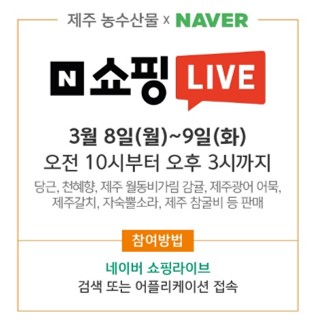 제주 농수산물 x NAVER
N 쇼핑 LIVE
3월 8일(월)~9일(화)
오전 10시부터 오후 3시까지
당근, 천혜향, 제주 월동비가림 감귤, 제주광어 어묵,
제주갈치, 자숙뿔소라, 제주 참굴비 등 판매
참여방법
네이버 쇼핑라이브
검색 또는 어플리케이션 접속